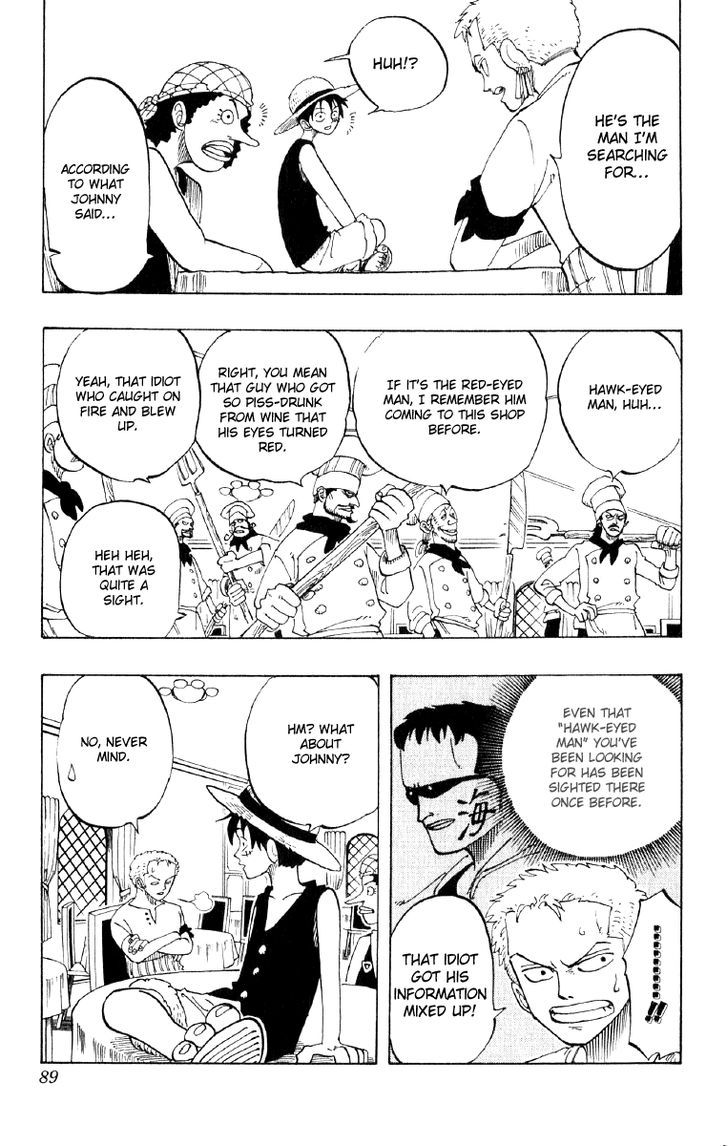 HE'S THE
MAN I'M
SEARCHING
FOR...
HUH!?
ACCORDING
TO WHAT
JOHNNY
SAID...
HAWK-EYED
MAN, HUH...
IF IT'S THE RED-EYED
MAN, I REMEMBER HIM
COMING TO THIS SHOP
BEFORE.
RIGHT, YOU MEAN
THAT GUY WHO GOT
SO PISS-DRUNK
FROM WINE THAT
HIS EYES TURNED
RED.
YEAH, THAT IDIOT
WHO CAUGHT ON
FIRE AND BLEW
UP.
HEH HEH,
THAT WAS
QUITE A
SIGHT.
EVEN THAT
"HAWK-EYED
MAN" YOU'VE
BEEN LOOKING
FOR HAS BEEN
SIGHTED THERE
ONCE BEFORE.
海
!!
THAT IDIOT
GOT HIS
INFORMATION
MIXED UP!
HM? WHAT
ABOUT
JOHNNY?
NO, NEVER
MIND.
89